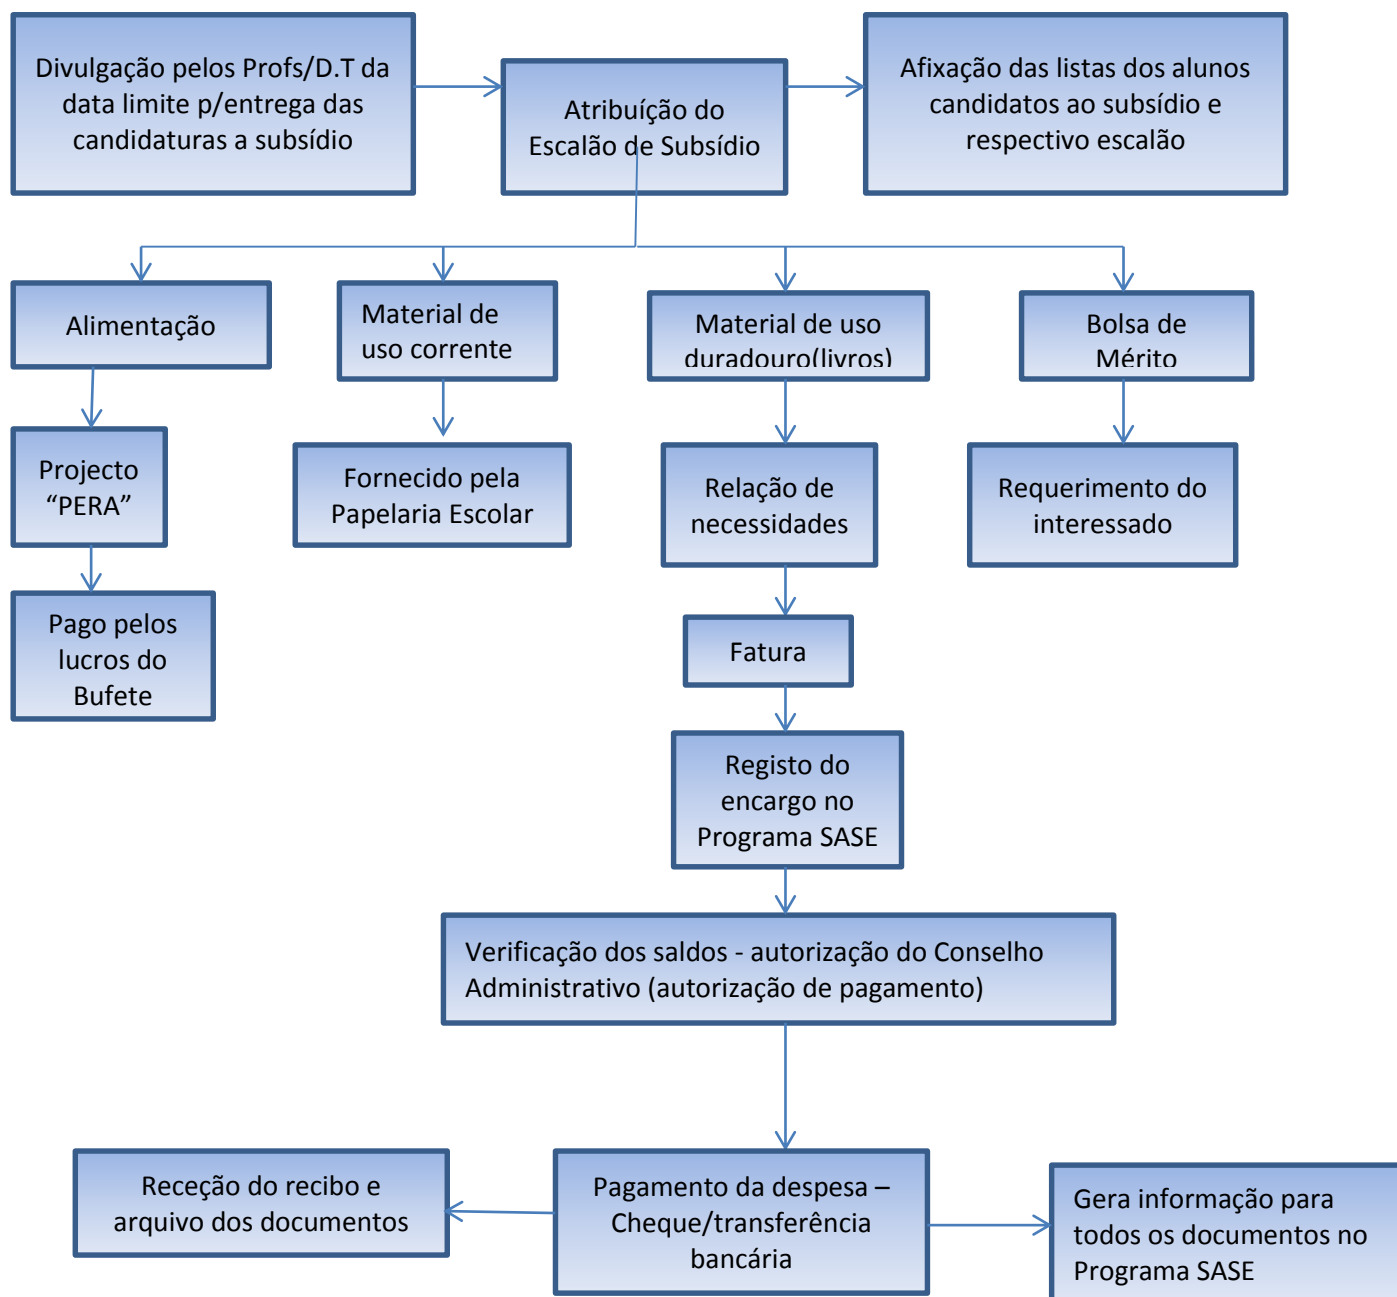 Divulgação pelos Profs/D.T da
data limite p/entrega das
candidaturas a subsídio
Atribuíção do
Escalão de Subsídio
Afixação das listas dos alunos
candidatos ao subsídio e
respectivo escalão
Alimentação
Material de
uso corrente
Material de uso
duradouro(livros)
Bolsa de
Mérito
Projecto
“PERA”
Fornecido pela
Papelaria Escolar
Relação de
necessidades
Requerimento do
interessado
Pago pelos
lucros do
Bufete
Fatura
Registo do
encargo no
Programa SASE
Verificação dos saldos - autorização do Conselho
Administrativo (autorização de pagamento)
Receção do recibo e
arquivo dos documentos
Pagamento da despesa –
Cheque/transferência
bancária
Gera informação para
todos os documentos no
Programa SASE